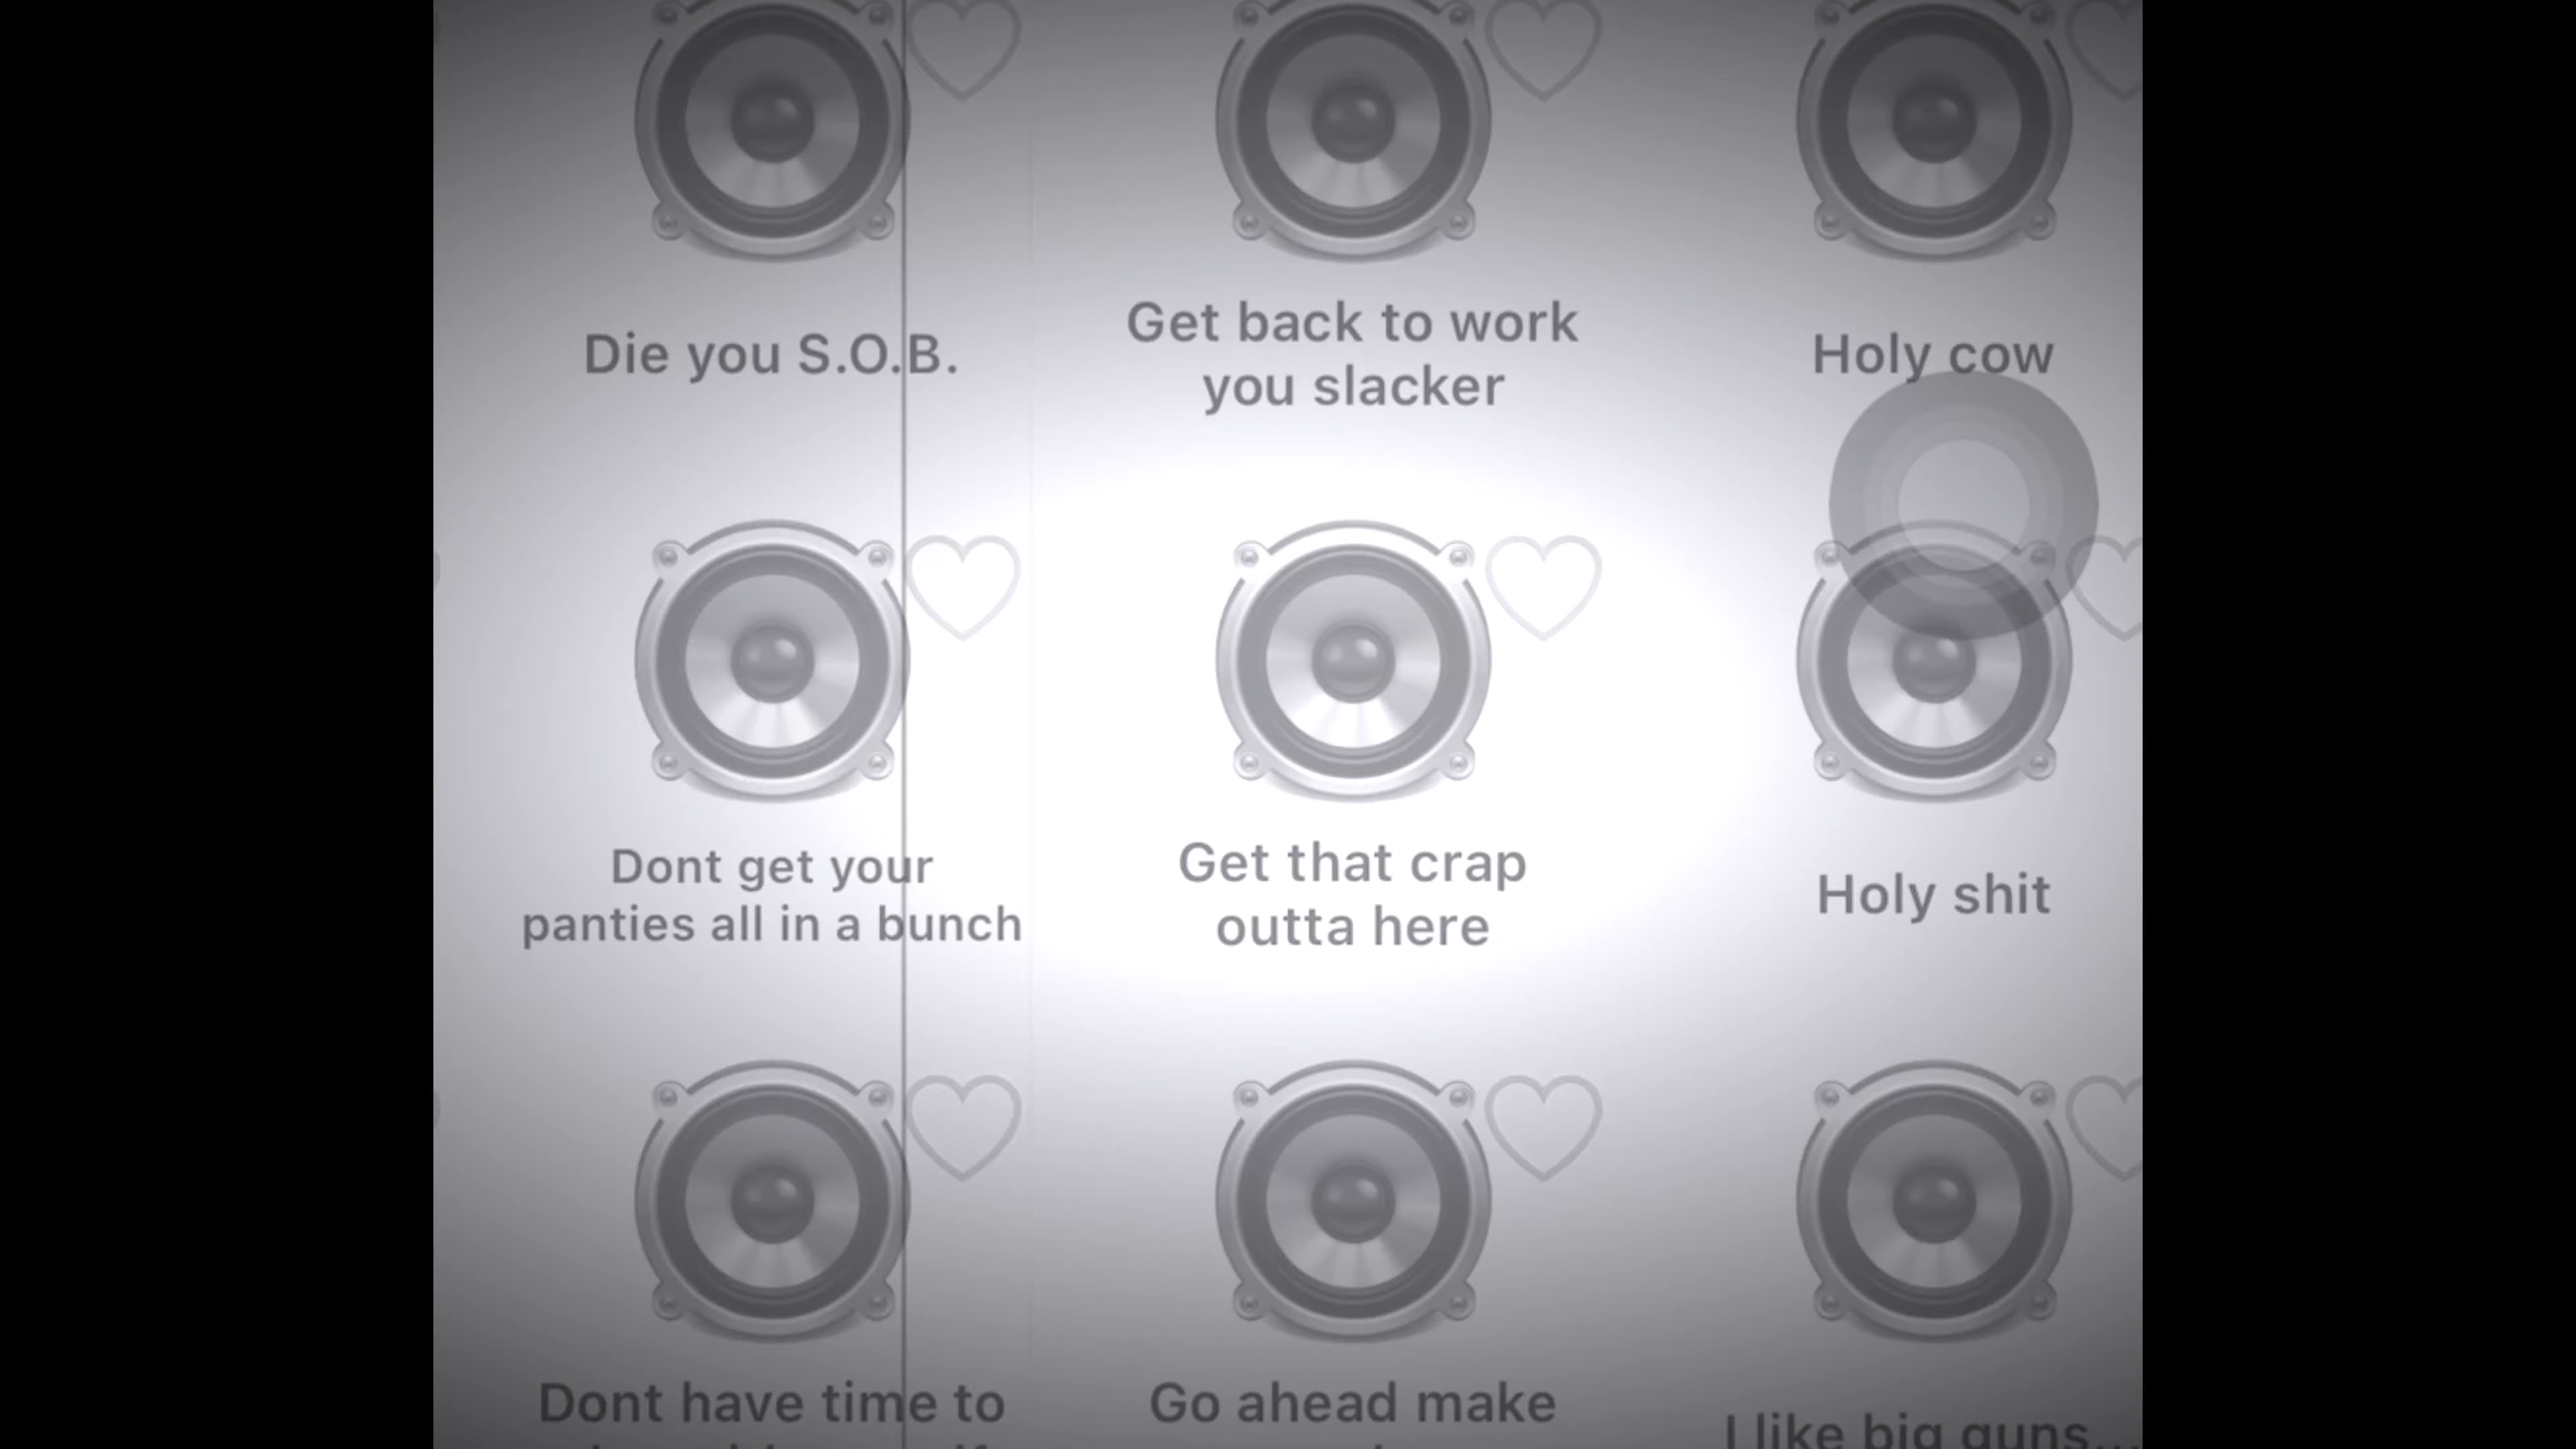 Die you S.O.B.
Get back to work
you slacker
Holy cow
Dont get your
panties all in a bunch
Get that crap
outta here
Holy shit
Dont have time to
Go ahead make
I like big guns...